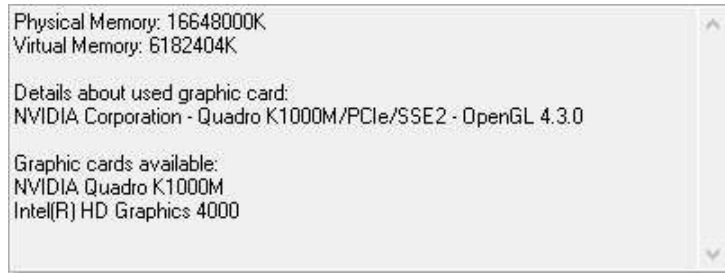 Physical Memory: 16648000K
Virtual Memory: 6182404K
Details about used graphic card:
NVIDIA Corporation - Quadro K1000M/PCIe/SSE2 - OpenGL 4.3.0
Graphic cards available:
NVIDIA Quadro K1000M
Intel(R) HD Graphics 4000